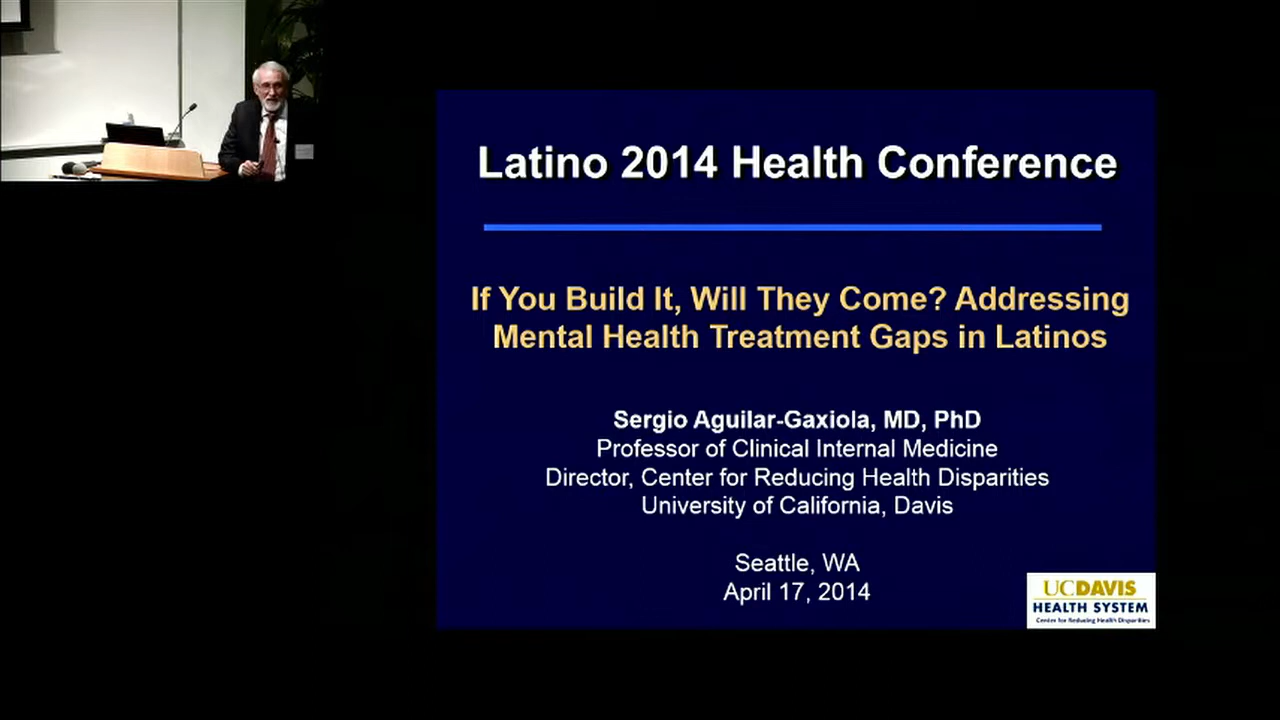 Latino 2014 Health Conference
If You Build It, Will They Come? Addressing
Mental Health Treatment Gaps in Latinos
Sergio Aguilar-Gaxiola, MD, PhD
Professor of Clinical Internal Medicine
Director, Center for Reducing Health Disparities
University of California, Davis
Seattle, WA
April 17, 2014
UCDAVIS
HEALTH SYSTEM
Center for Reducing Health Disparities